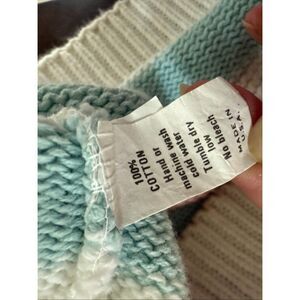 100%
COTTON
Hand or
machine wash
cold water
Tumble dry
low
No bleach
MADE IN
U.S.A.